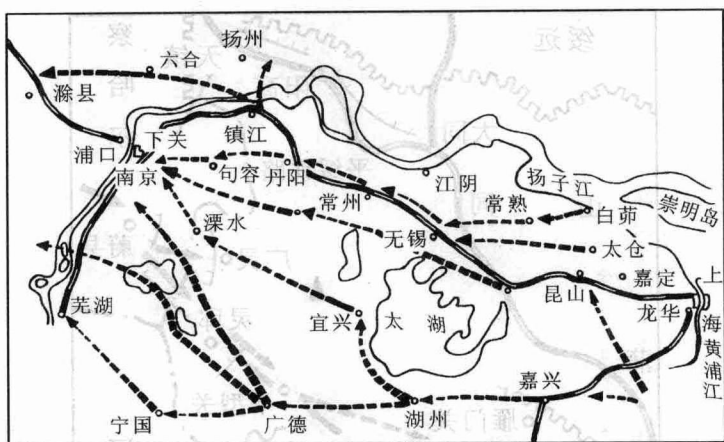 扬州
六合
滁县
镇江
下关
浦口
南京
句容
丹阳
江阴
扬子江
崇明岛
常熟
白茆
常州
溧水
无锡
太仓
嘉定
上海
昆山
龙华
黄浦江
芜湖
宜兴
太湖
嘉兴
宁国
广德
湖州